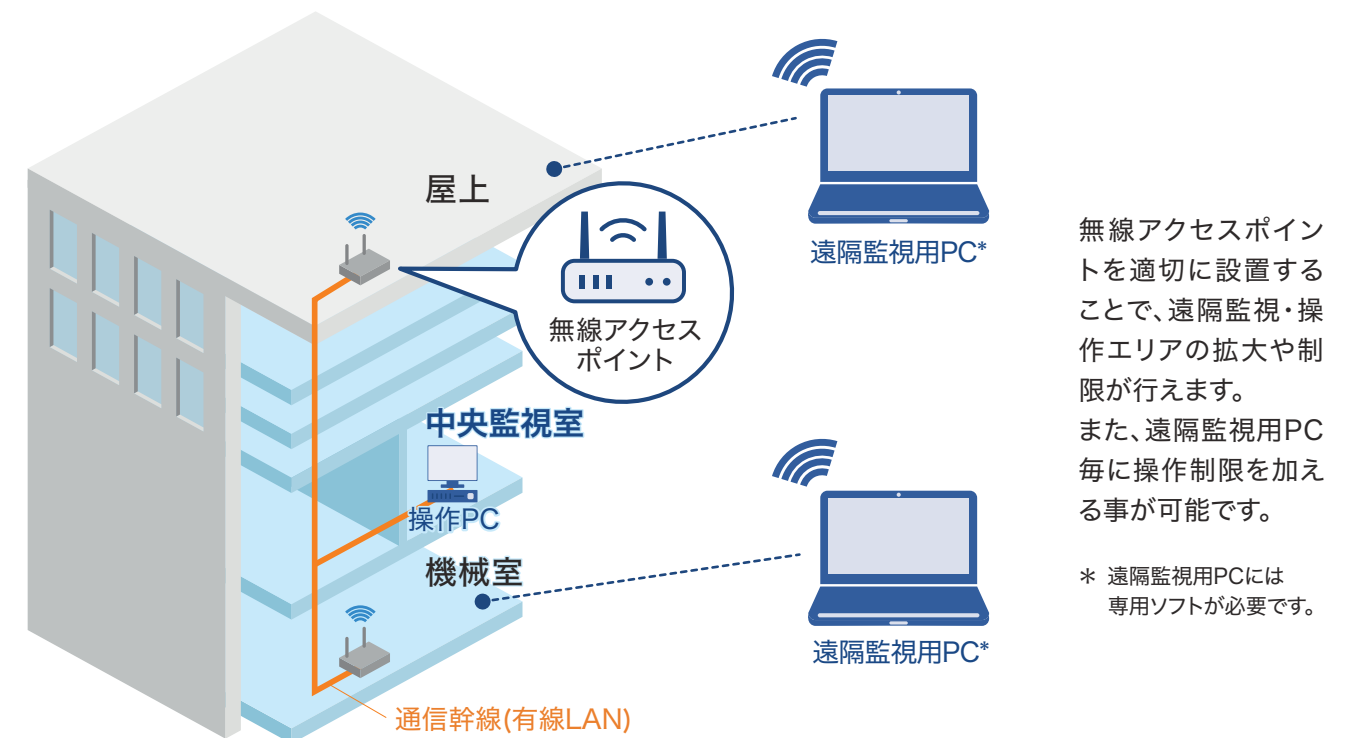 屋上
無線アクセス
ポイント
遠隔監視用PC*
中央監視室
操作PC
機械室
遠隔監視用PC*
通信幹線(有線LAN)
無線アクセスポイン
トを適切に設置する
ことで、遠隔監視・操
作エリアの拡大や制
限が行えます。
また、遠隔監視用PC
毎に操作制限を加え
る事が可能です。
＊ 遠隔監視用PCには
専用ソフトが必要です。